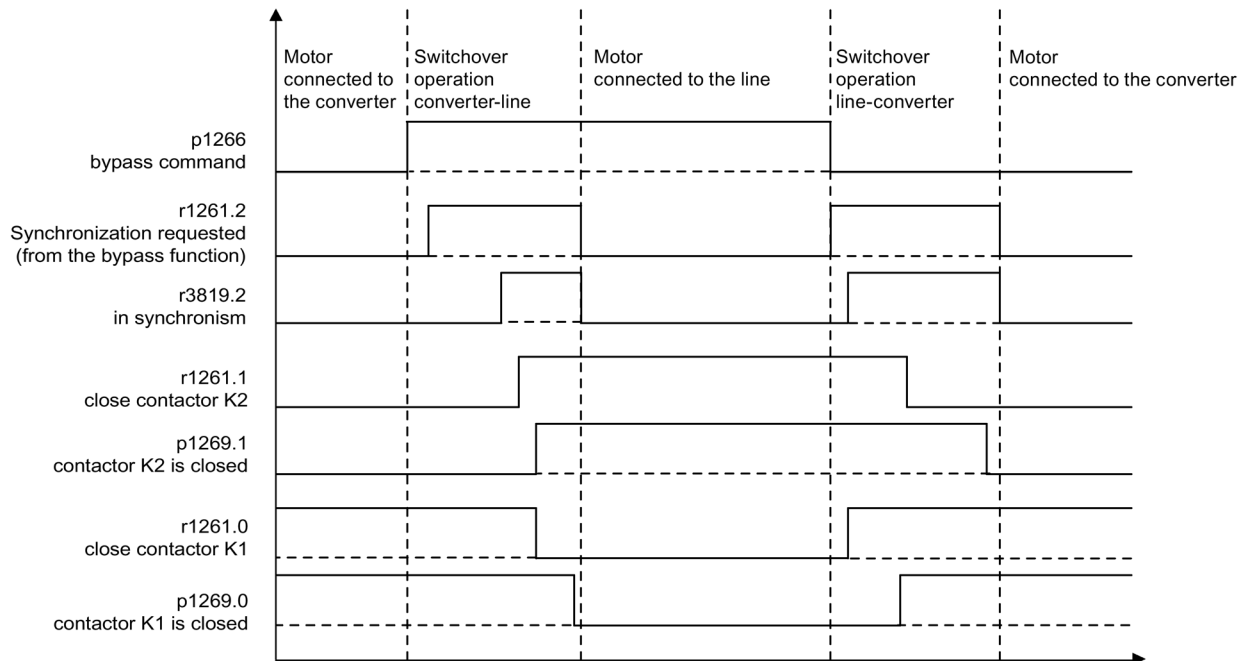 Motor
connected to
the converter
Switchover
operation
converter-line
Motor
connected to the line
Switchover
operation
line-converter
Motor
connected to the converter
p1266
bypass command
r1261.2
Synchronization requested
(from the bypass function)
r3819.2
in synchronism
r1261.1
close contactor K2
p1269.1
contactor K2 is closed
r1261.0
close contactor K1
p1269.0
contactor K1 is closed